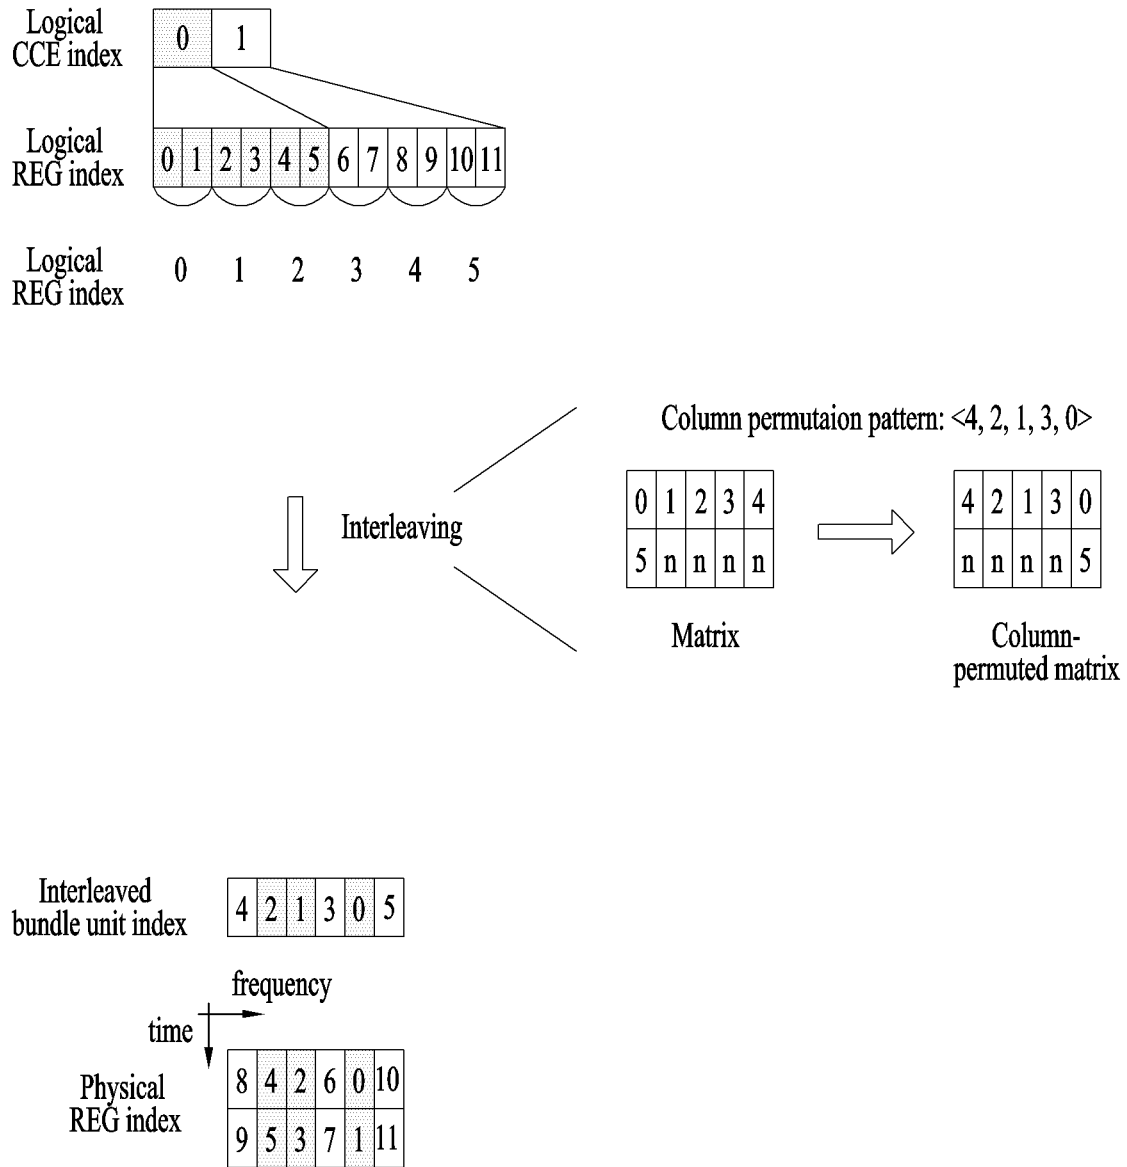 Logical
CCE index
0 1
Logical
REG index
0 1 2 3 4 5 6 7 8 9 10 11
Logical
REG index
0 1 2 3 4 5
Interleaving
Column permutaion pattern: <4, 2, 1, 3, 0>
0 1 2 3 4
5 n n n n
Matrix
4 2 1 3 0
n n n n 5
Column-
permuted matrix
Interleaved
bundle unit index
4 2 1 3 0 5
frequency
time
Physical
REG index
8 4 2 6 0 10
9 5 3 7 1 11